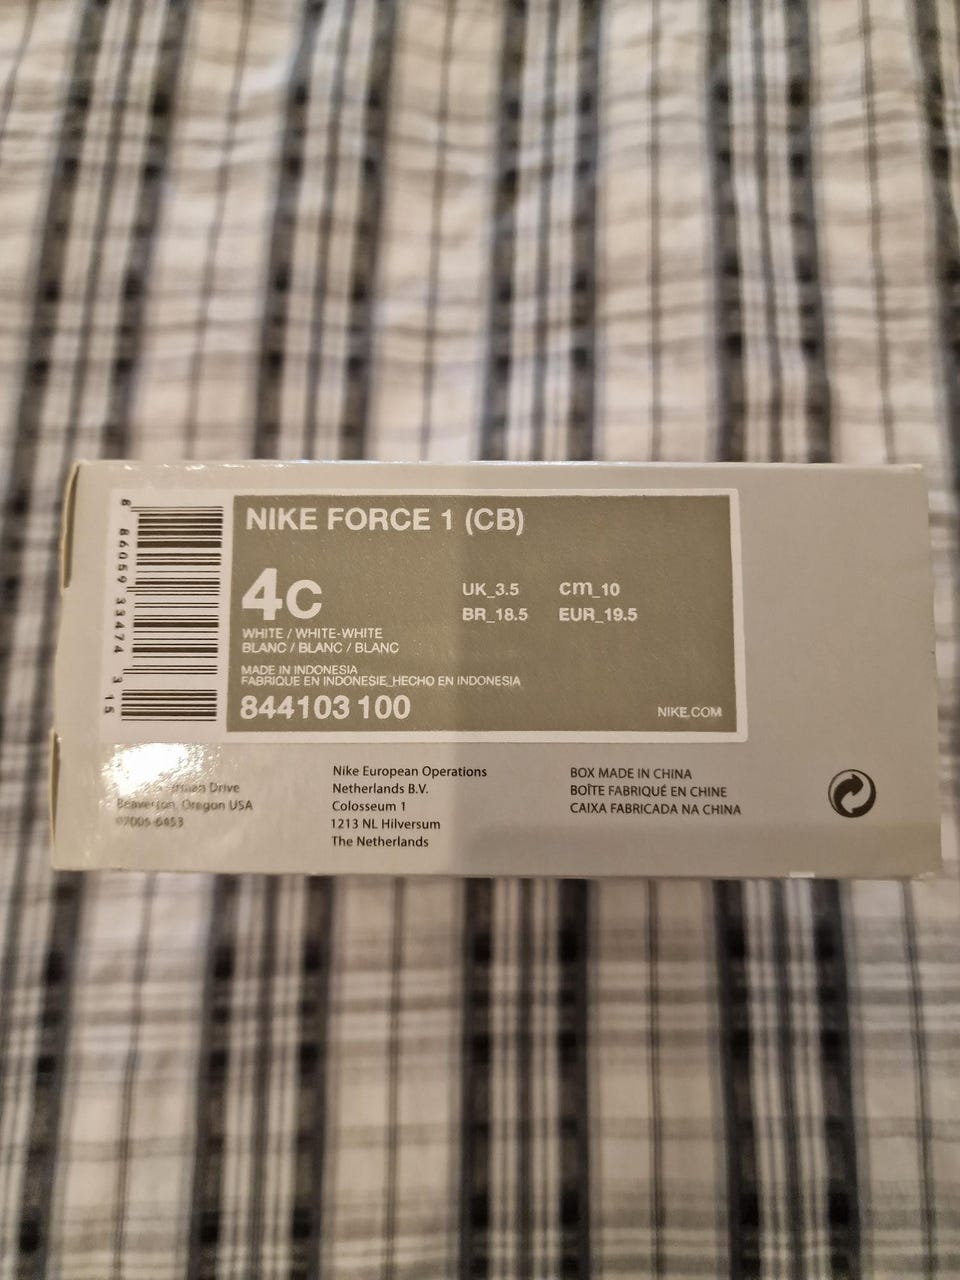 8 86059 33474 3 15
NIKE FORCE 1 (CB)
4C
UK_3.5 cm_10
BR_18.5 EUR_19.5
WHITE / WHITE-WHITE
BLANC / BLANC / BLANC
MADE IN INDONESIA
FABRIQUE EN INDONESIE_HECHO EN INDONESIA
844103 100
NIKE.COM
Drive
Beaverton, Oregon USA
97005-6453
Nike European Operations
Netherlands B.V.
Colosseum 1
1213 NL Hilversum
The Netherlands
BOX MADE IN CHINA
BOÎTE FABRIQUÉ EN CHINE
CAIXA FABRICADA NA CHINA